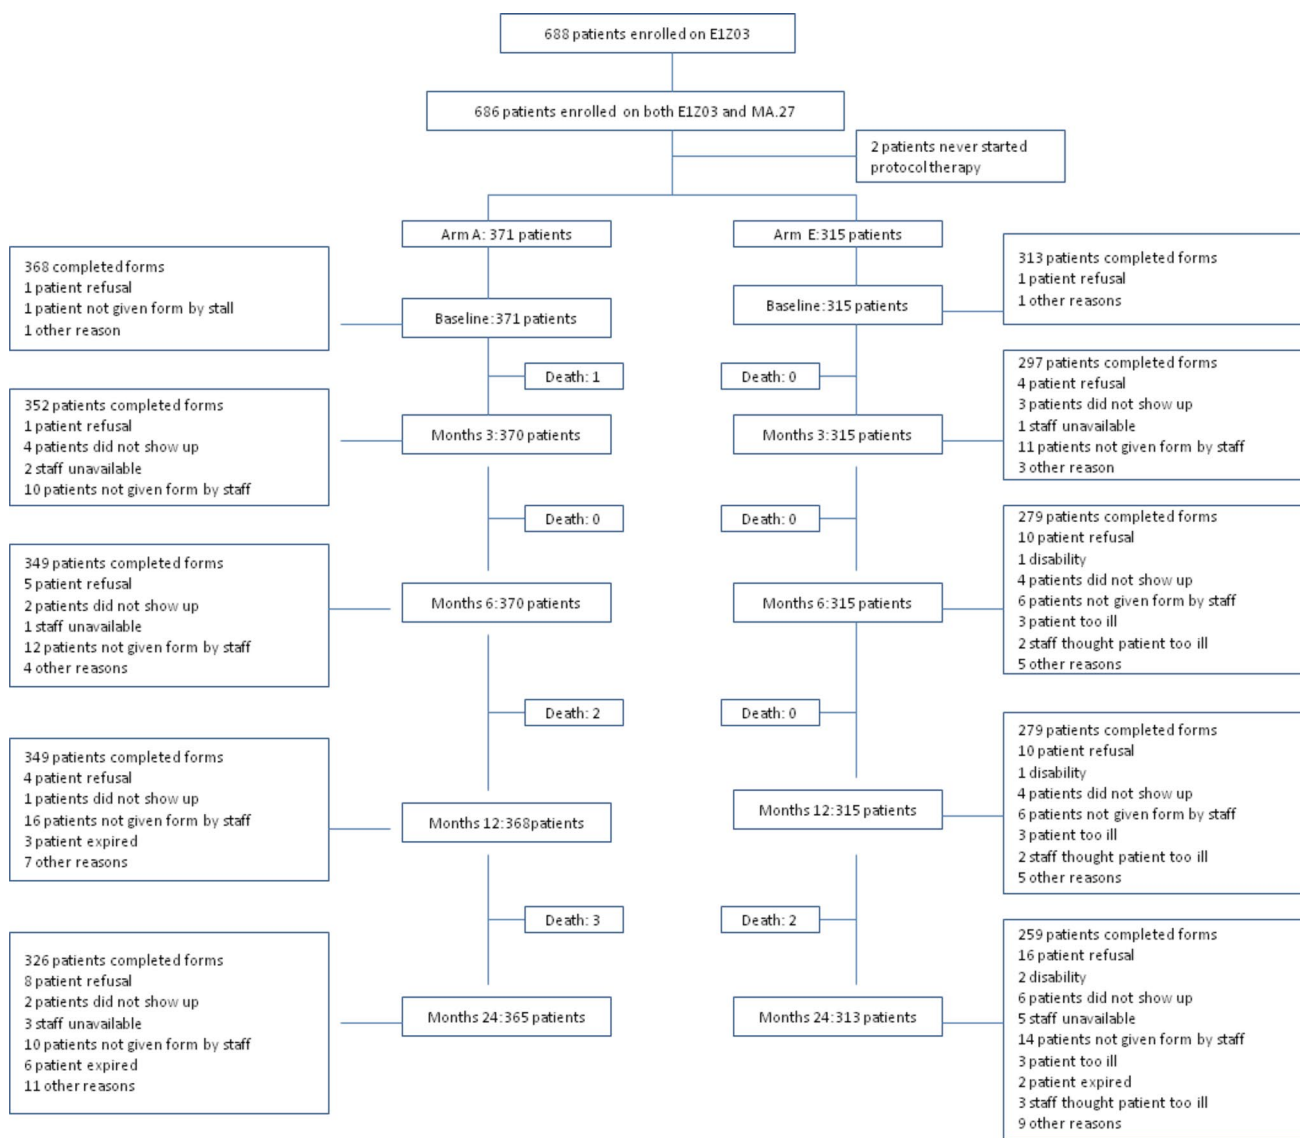 688 patients enrolled on E1Z03
686 patients enrolled on both E1Z03 and MA.27
2 patients never started
protocol therapy
Arm A: 371 patients
Arm E:315 patients
368 completed forms
1 patient refusal
1 patient not given form by stall
1 other reason
Baseline:371 patients
Baseline:315 patients
313 patients completed forms
1 patient refusal
1 other reasons
Death: 1
Death: 0
352 patients completed forms
1 patient refusal
4 patients did not show up
2 staff unavailable
10 patients not given form by staff
Months 3:370 patients
Months 3:315 patients
297 patients completed forms
4 patient refusal
3 patients did not show up
1 staff unavailable
11 patients not given form by staff
3 other reason
Death: 0
Death: 0
349 patients completed forms
5 patient refusal
2 patients did not show up
1 staff unavailable
12 patients not given form by staff
4 other reasons
Months 6:370 patients
Months 6:315 patients
279 patients completed forms
10 patient refusal
1 disability
4 patients did not show up
6 patients not given form by staff
3 patient too ill
2 staff thought patient too ill
5 other reasons
Death: 2
Death: 0
349 patients completed forms
4 patient refusal
1 patients did not show up
16 patients not given form by staff
3 patient expired
7 other reasons
Months 12:368patients
Months 12:315 patients
279 patients completed forms
10 patient refusal
1 disability
4 patients did not show up
6 patients not given form by staff
3 patient too ill
2 staff thought patient too ill
5 other reasons
Death: 3
Death: 2
326 patients completed forms
8 patient refusal
2 patients did not show up
3 staff unavailable
10 patients not given form by staff
6 patient expired
11 other reasons
Months 24:365 patients
Months 24:313 patients
259 patients completed forms
16 patient refusal
2 disability
6 patients did not show up
5 staff unavailable
14 patients not given form by staff
3 patient too ill
2 patient expired
3 staff thought patient too ill
9 other reasons